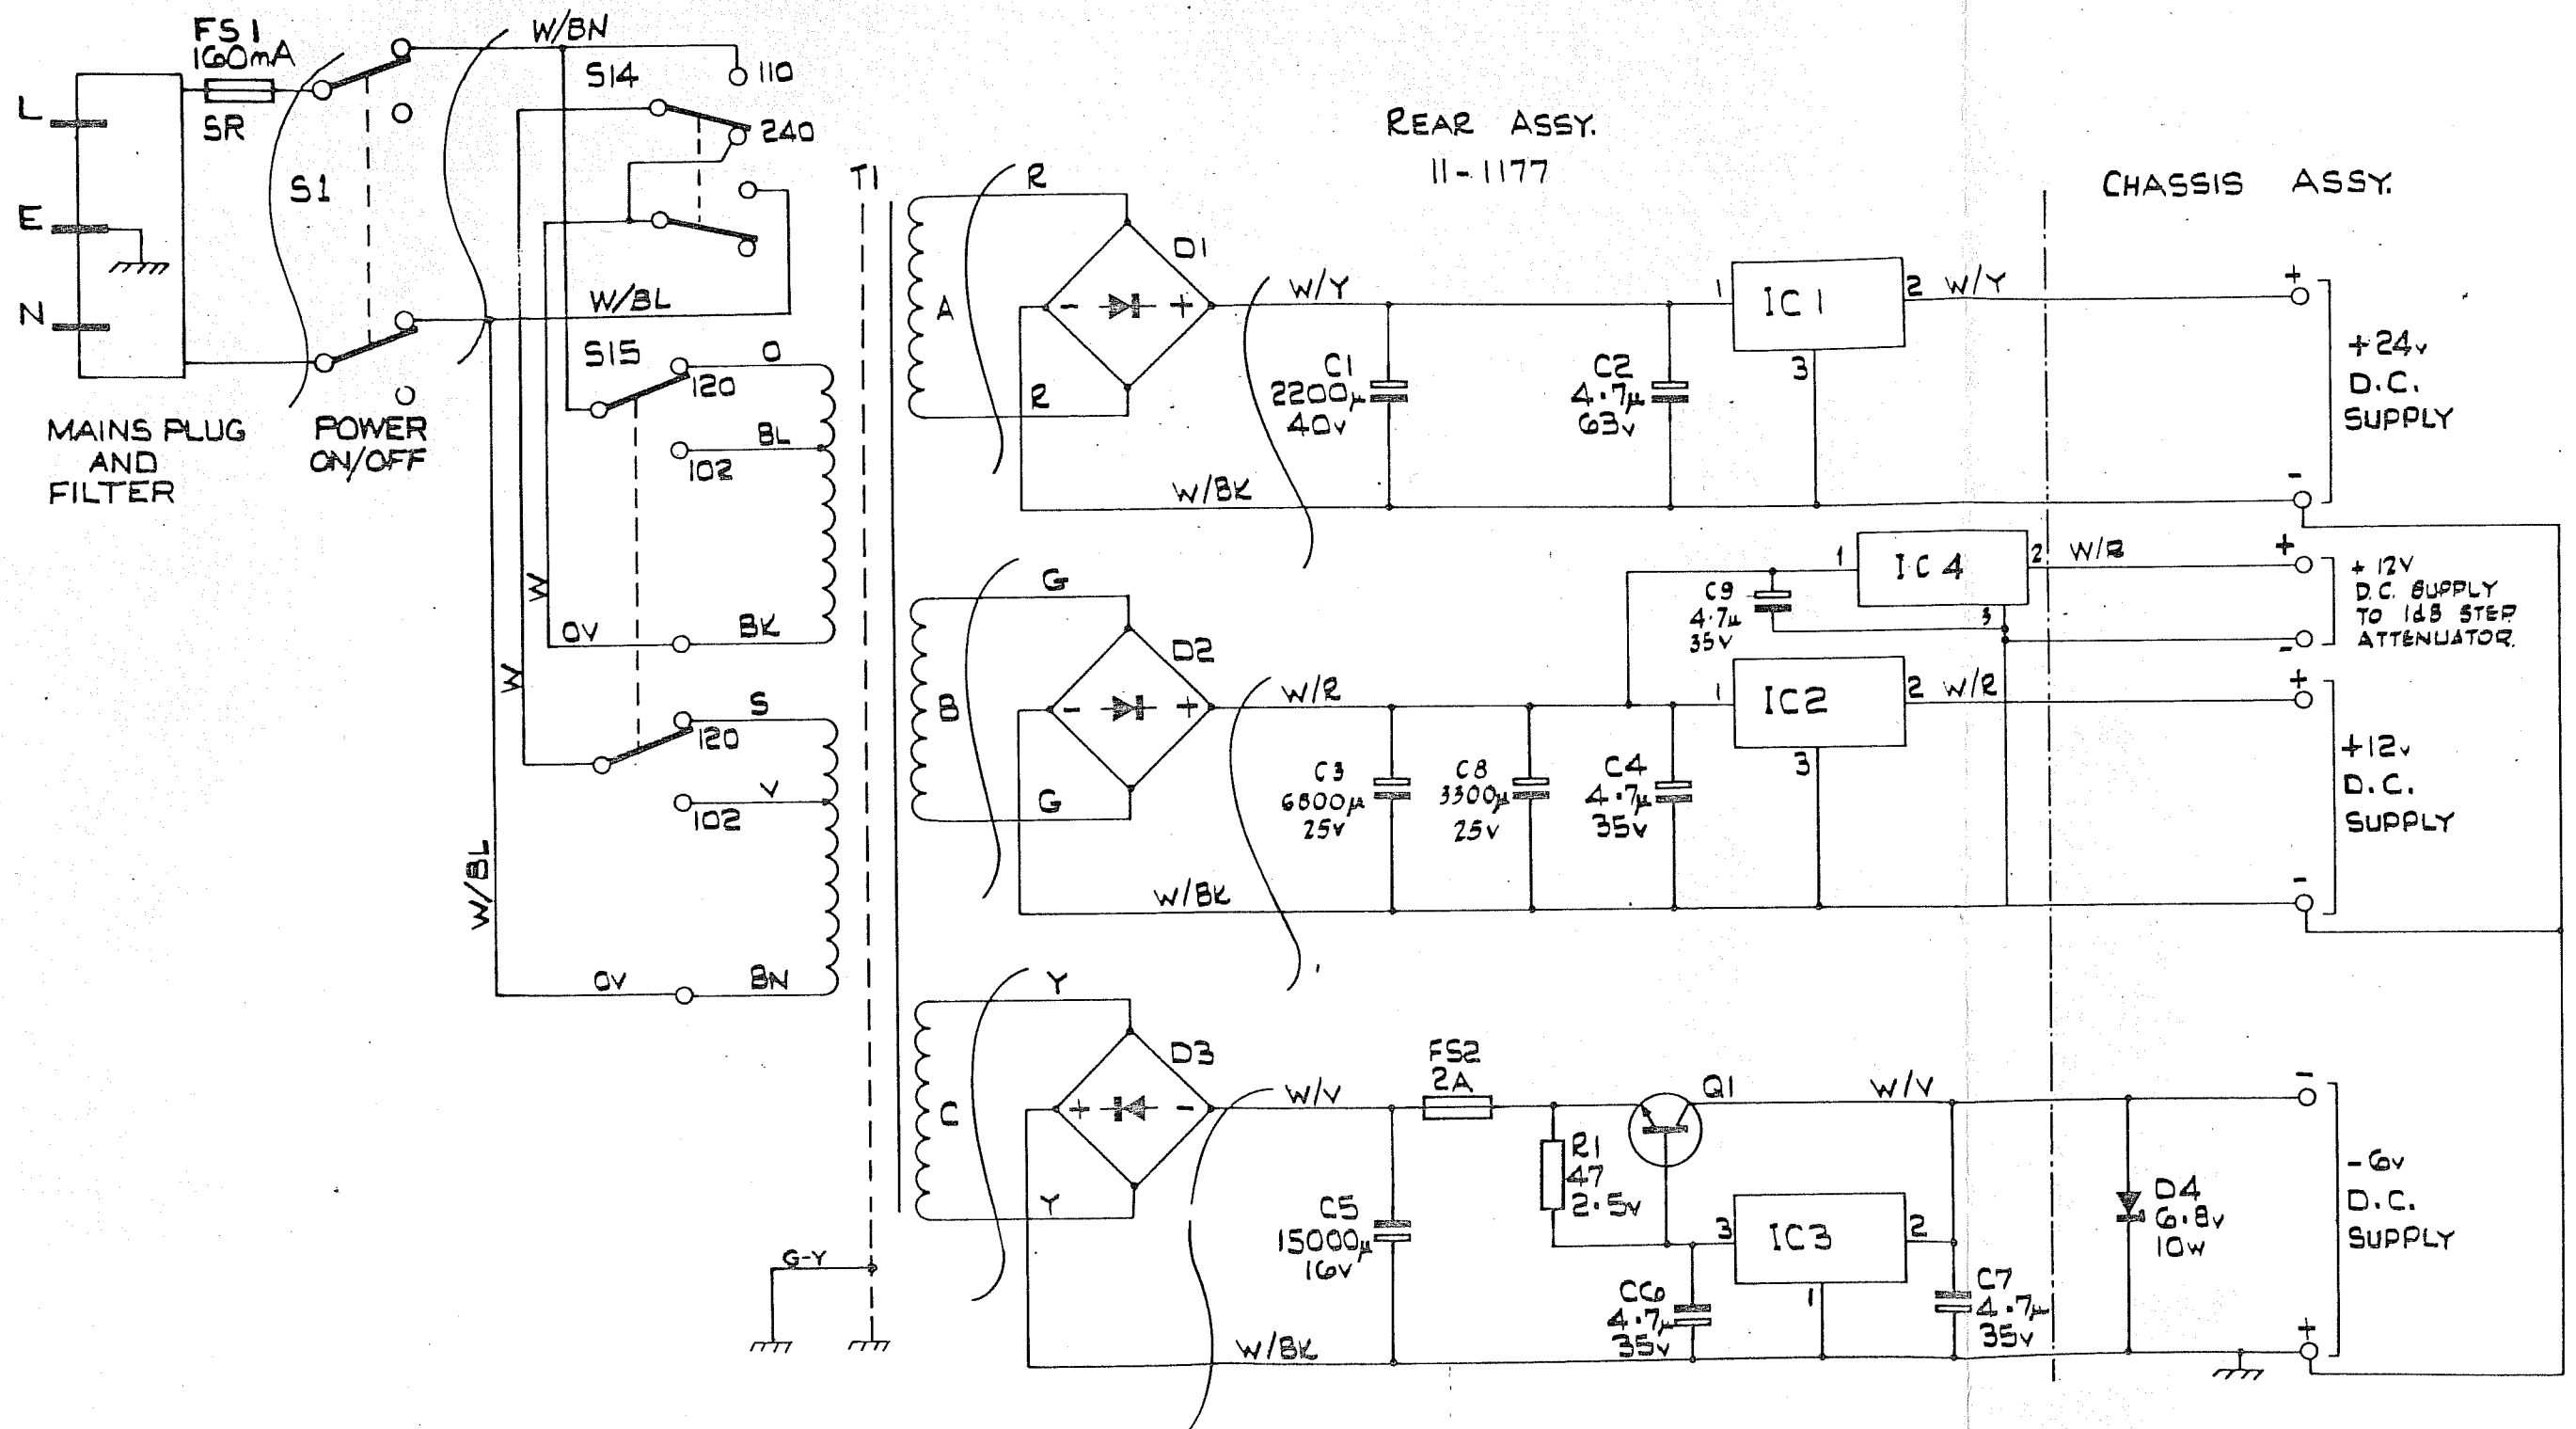 FS1
160mA
SR
L
E
N
S1
MAINS PLUG
AND
FILTER
POWER
ON/OFF
W/BN
S14
110
240
W/BL
S15
O
120
BL
102
W
OV
BK
W
S
120
V
102
W/BL
OV
BN
T1
G-Y
REAR ASSY.
11-1177
CHASSIS ASSY.
R
A
R
D1
- +
W/Y
C1
2200µ
40v
C2
4.7µ
63v
1
IC1
2
W/Y
3
W/BK
+
+24v
D.C.
SUPPLY
-
G
B
G
D2
- +
W/R
C3
6800µ
25v
C8
3300µ
25v
C4
4.7µ
35v
C9
4.7µ
35v
1
IC4
2
W/R
3
+
+ 12V
D.C. SUPPLY
TO 1dB STEP
ATTENUATOR.
-
1
IC2
2
W/R
3
W/BK
+
+12v
D.C.
SUPPLY
-
Y
C
Y
D3
+ -
W/V
C5
15000µ
16v
FS2
2A
R1
47
2.5v
Q1
W/V
3
IC3
2
1
CC6
4.7µ
35v
C7
4.7µ
35v
W/BK
D4
6.8v
10w
-
-6v
D.C.
SUPPLY
+